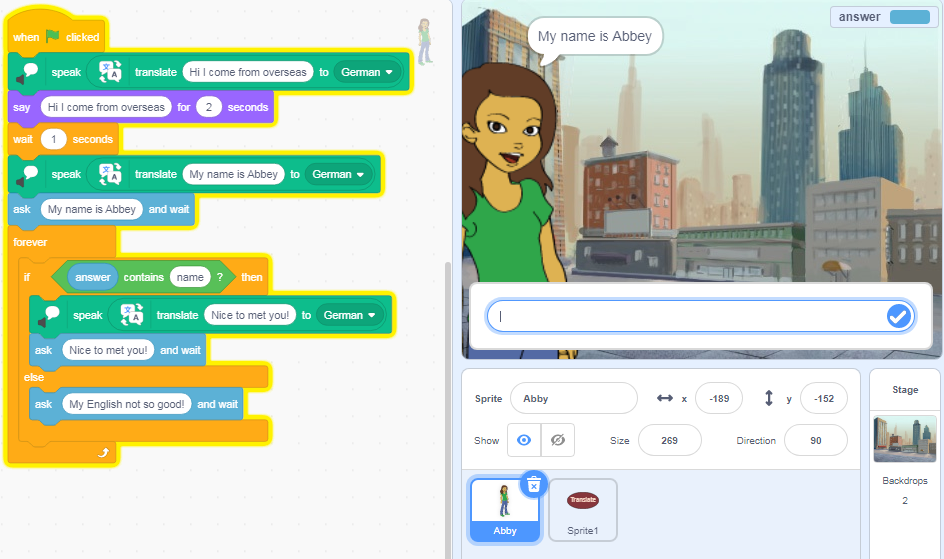 when clicked
speak translate Hi I come from overseas to German
say Hi I come from overseas for 2 seconds
wait 1 seconds
speak translate My name is Abbey to German
ask My name is Abbey and wait
forever
if answer contains name ? then
speak translate Nice to met you! to German
ask Nice to met you! and wait
else
ask My English not so good! and wait
My name is Abbey
answer
Sprite Abby x -189 y -152
Show Size 269 Direction 90
Abby
Translate
Sprite1
Stage
Backdrops
2